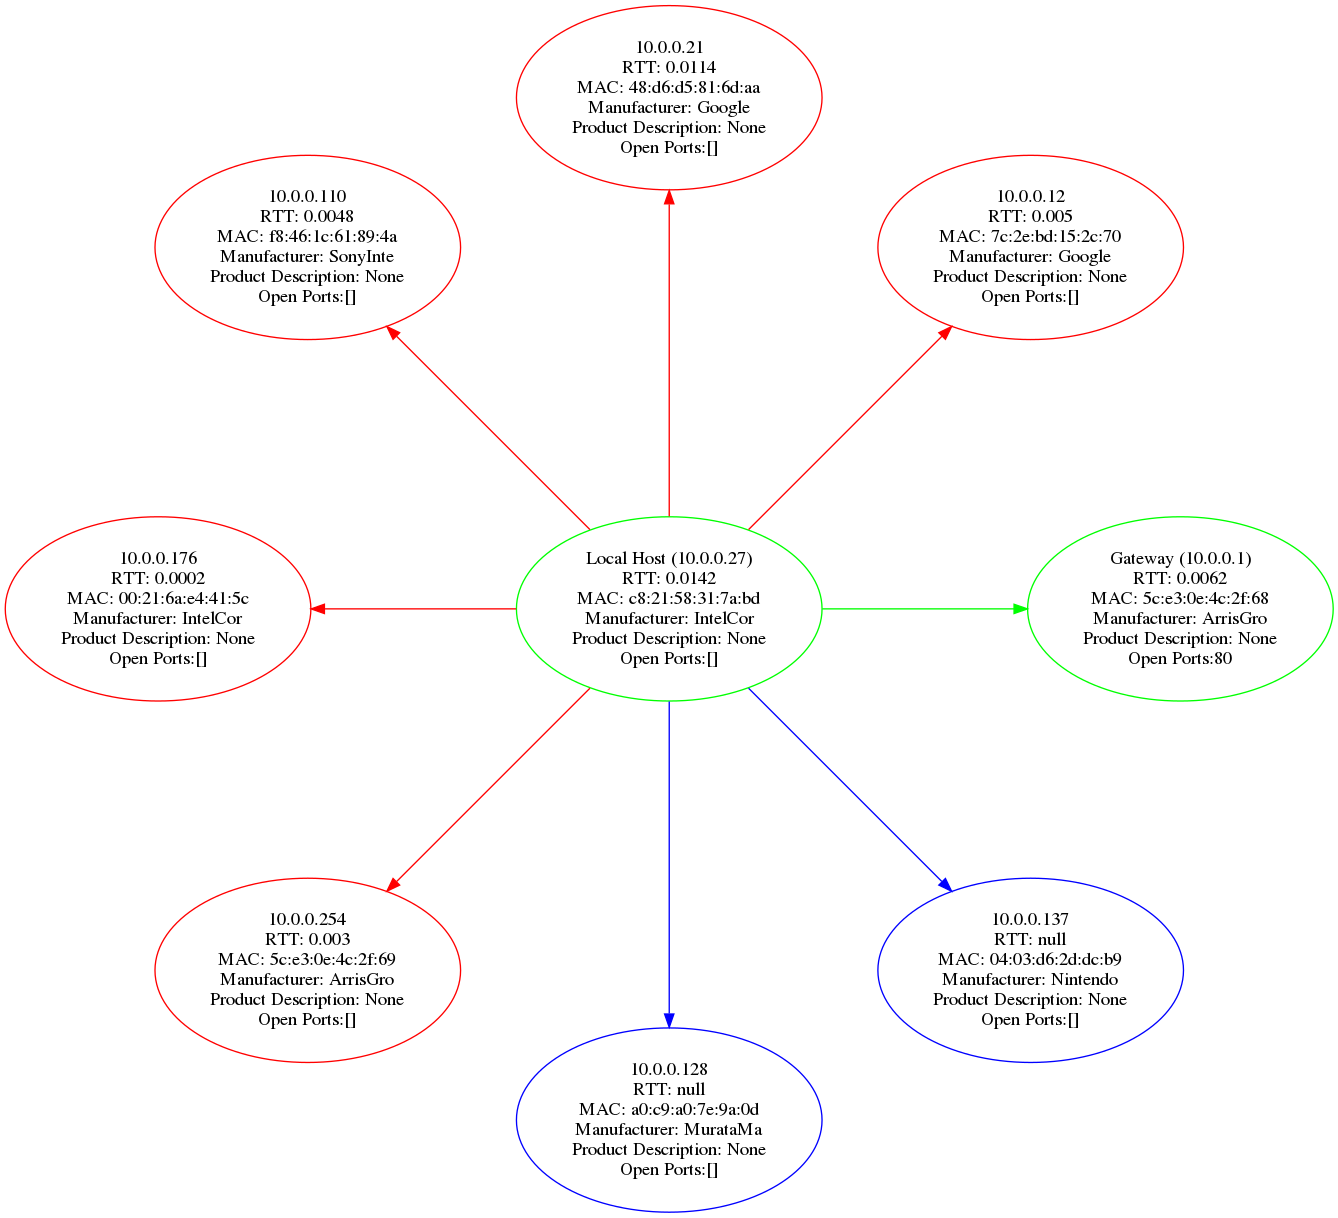 10.0.0.21
RTT: 0.0114
MAC: 48:d6:d5:81:6d:aa
Manufacturer: Google
Product Description: None
Open Ports:[]
10.0.0.110
RTT: 0.0048
MAC: f8:46:1c:61:89:4a
Manufacturer: SonyInte
Product Description: None
Open Ports:[]
10.0.0.12
RTT: 0.005
MAC: 7c:2e:bd:15:2c:70
Manufacturer: Google
Product Description: None
Open Ports:[]
10.0.0.176
RTT: 0.0002
MAC: 00:21:6a:e4:41:5c
Manufacturer: IntelCor
Product Description: None
Open Ports:[]
Local Host (10.0.0.27)
RTT: 0.0142
MAC: c8:21:58:31:7a:bd
Manufacturer: IntelCor
Product Description: None
Open Ports:[]
Gateway (10.0.0.1)
RTT: 0.0062
MAC: 5c:e3:0e:4c:2f:68
Manufacturer: ArrisGro
Product Description: None
Open Ports:80
10.0.0.254
RTT: 0.003
MAC: 5c:e3:0e:4c:2f:69
Manufacturer: ArrisGro
Product Description: None
Open Ports:[]
10.0.0.137
RTT: null
MAC: 04:03:d6:2d:dc:b9
Manufacturer: Nintendo
Product Description: None
Open Ports:[]
10.0.0.128
RTT: null
MAC: a0:c9:a0:7e:9a:0d
Manufacturer: MurataMa
Product Description: None
Open Ports:[]